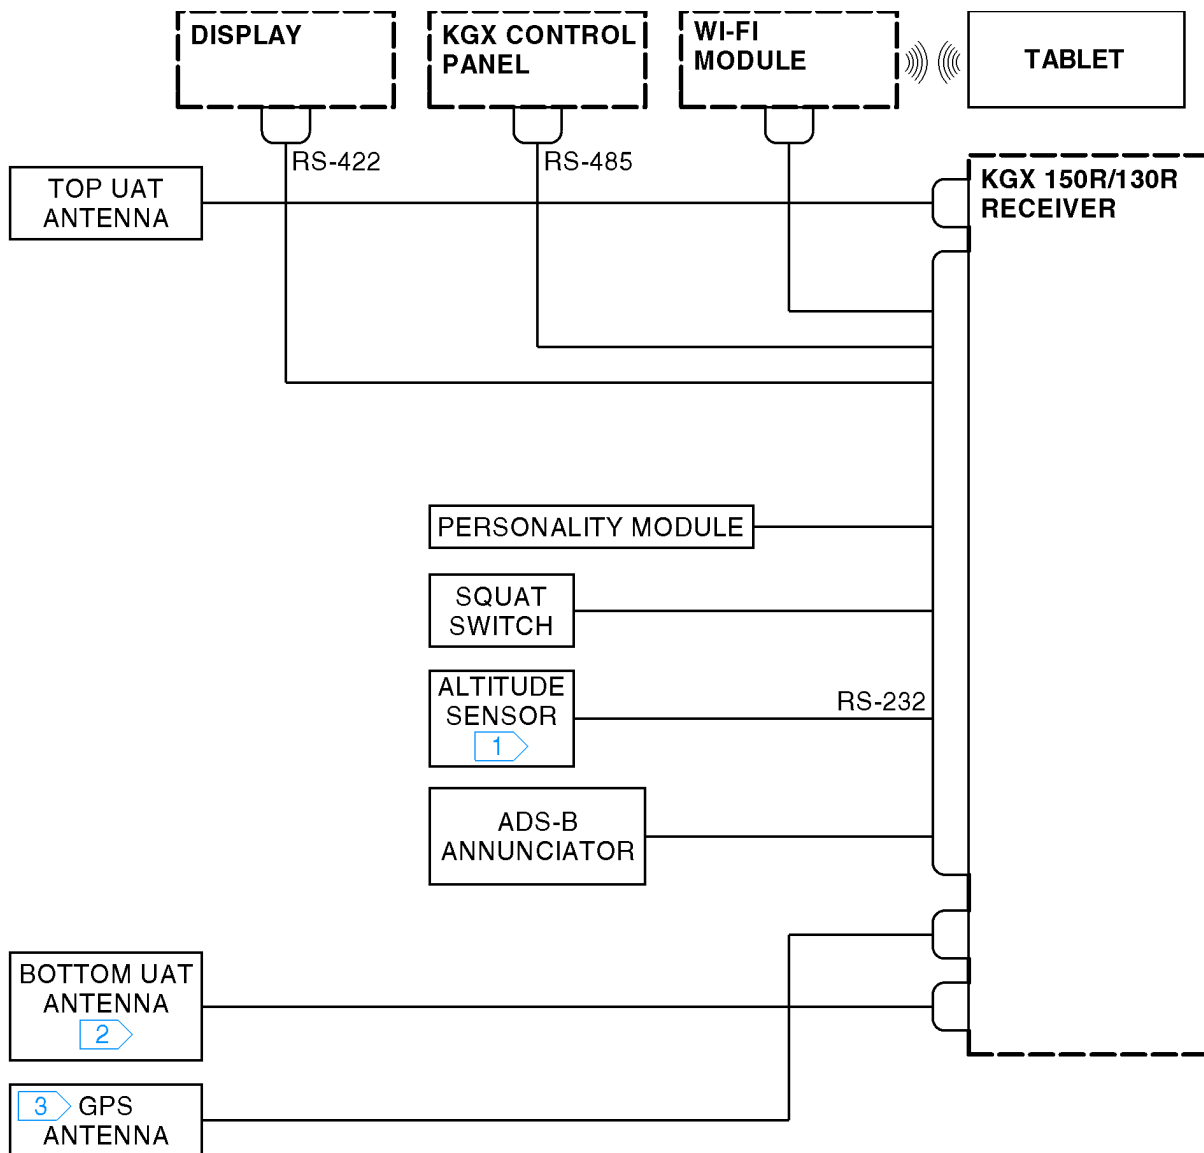 DISPLAY
KGX CONTROL
PANEL
WI-FI
MODULE
TABLET
RS-422
RS-485
TOP UAT
ANTENNA
KGX 150R/130R
RECEIVER
PERSONALITY MODULE
SQUAT
SWITCH
ALTITUDE
SENSOR
1
RS-232
ADS-B
ANNUNCIATOR
BOTTOM UAT
ANTENNA
2
3 GPS
ANTENNA